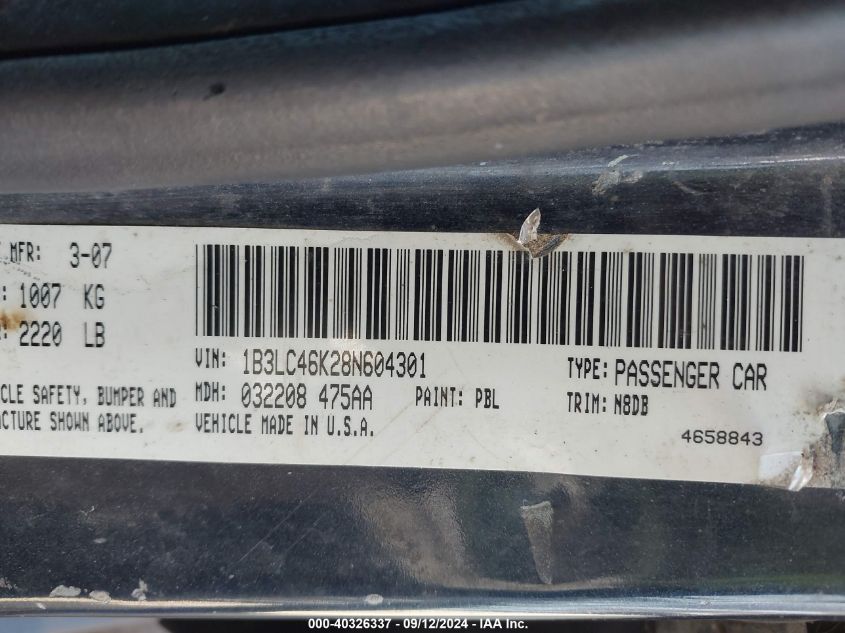 MFR: 3-07
: 1007 KG
: 2220 LB
VIN: 1B3LC46K28N604301
TYPE: PASSENGER CAR
CLE SAFETY, BUMPER AND
MDH: 032208 475AA
PAINT: PBL
TRIM: N8DB
ACTURE SHOWN ABOVE.
VEHICLE MADE IN U.S.A.
4658843
000-40326337 - 09/12/2024 - IAA Inc.